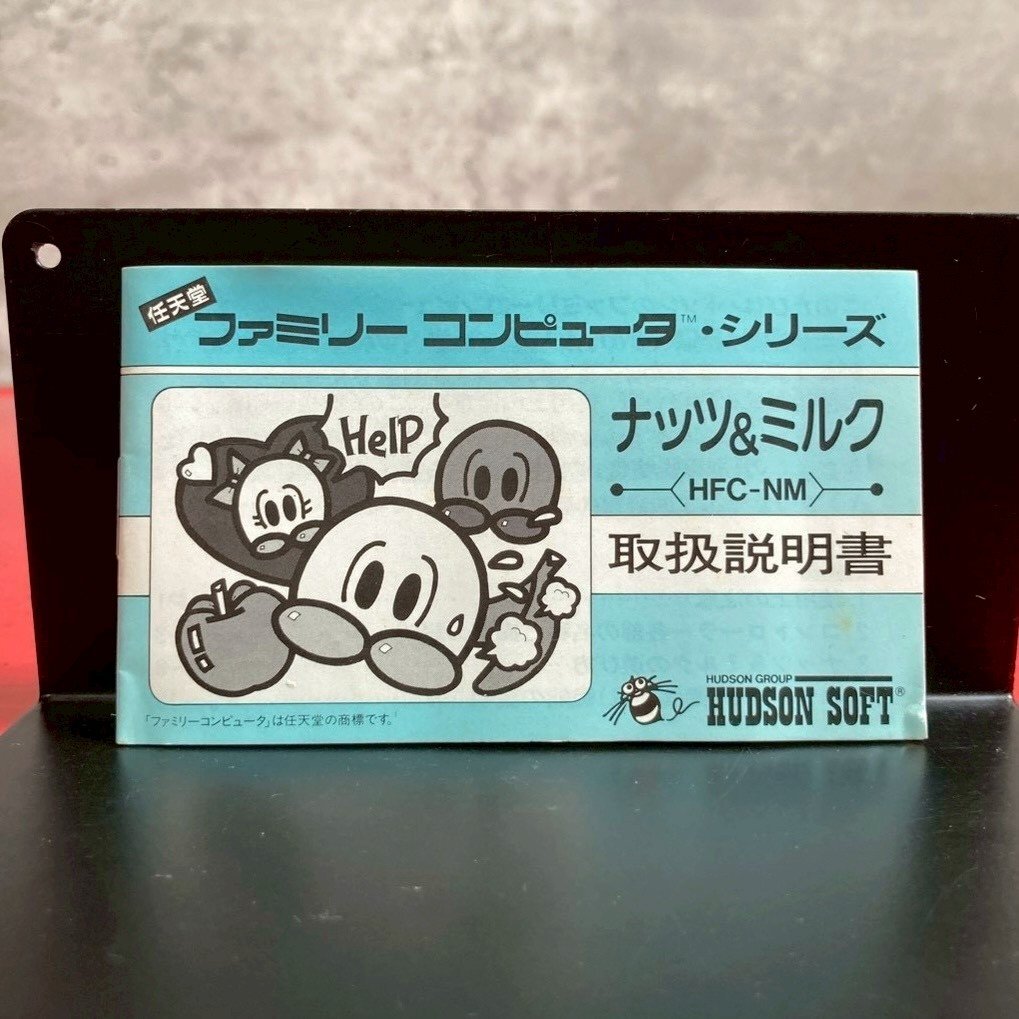 任天堂
ファミリー コンピュータ™・シリーズ
Help
ナッツ&ミルク
HFC-NM
取扱説明書
HUDSON GROUP
HUDSON SOFT®
「ファミリーコンピュータ」は任天堂の商標です。